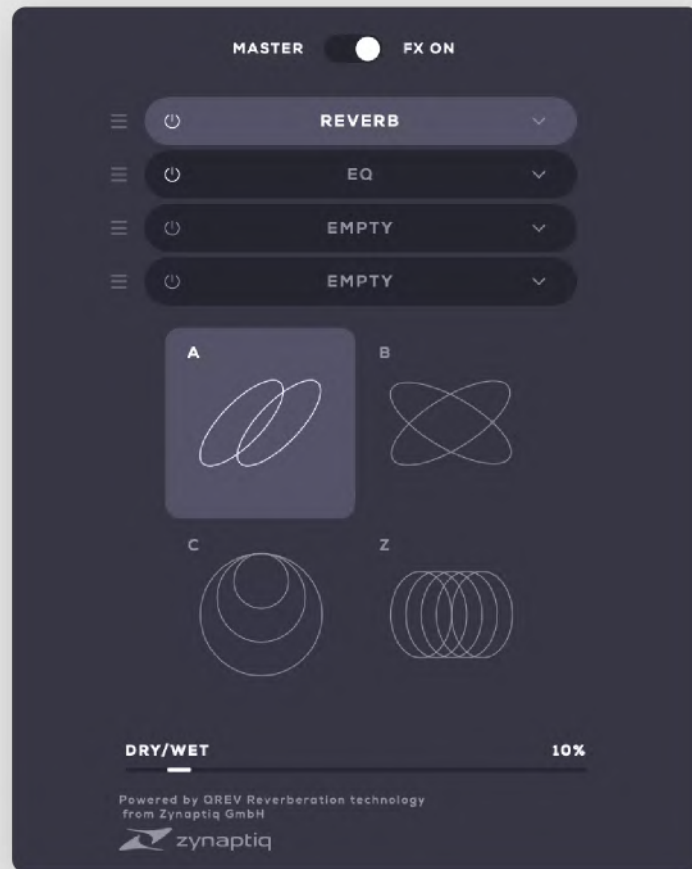 MASTER FX ON
REVERB
EQ
EMPTY
EMPTY
A B
C Z
DRY/WET 10%
Powered by QREV Reverberation technology
from Zynaptiq GmbH
zynaptiq